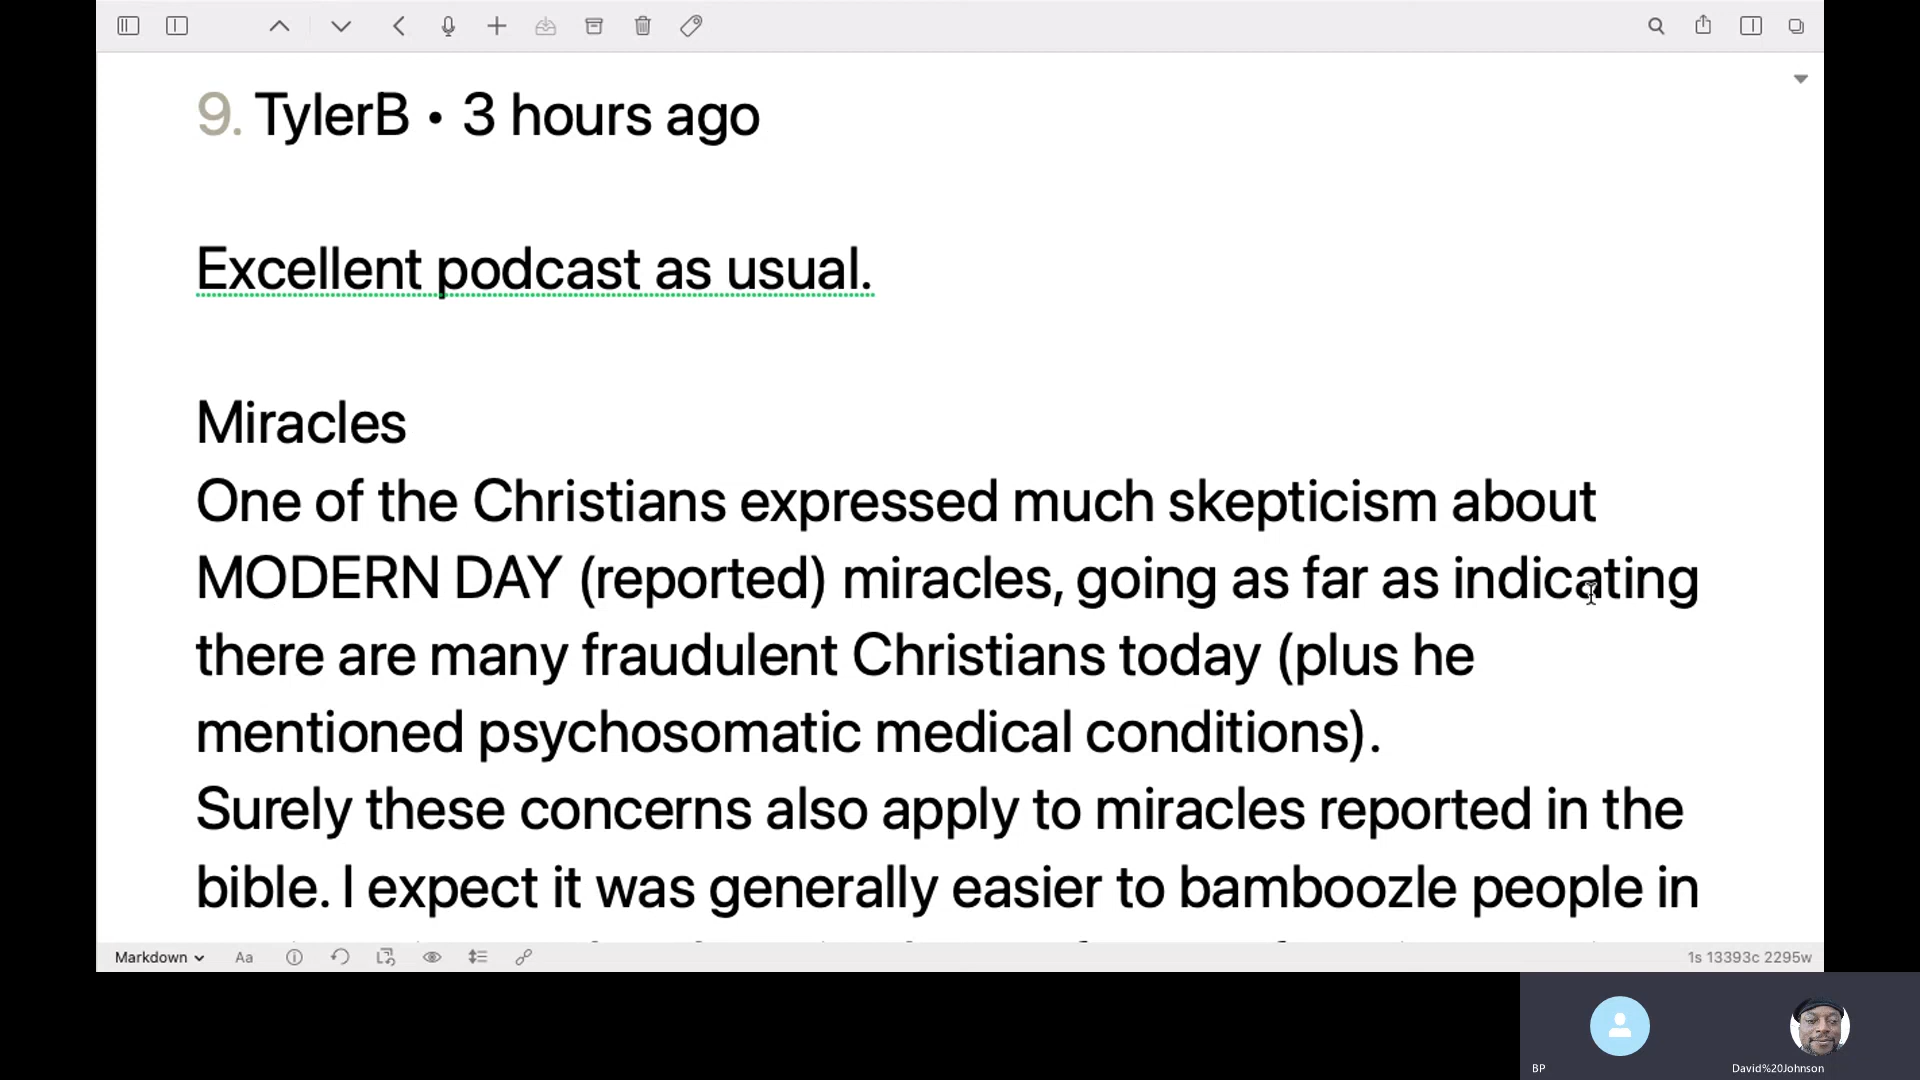 9. TylerB • 3 hours ago
Excellent podcast as usual.
Miracles
One of the Christians expressed much skepticism about
MODERN DAY (reported) miracles, going as far as indicating
there are many fraudulent Christians today (plus he
mentioned psychosomatic medical conditions).
Surely these concerns also apply to miracles reported in the
bible. I expect it was generally easier to bamboozle people in
Markdown
Aa
1s 13393c 2295w
BP
David%20Johnson